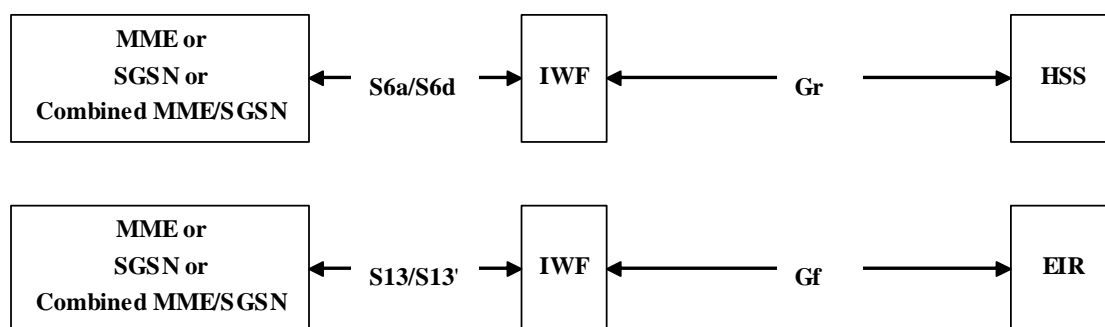 MME or
SGSN or
Combined MME/SGSN
S6a/S6d
IWF
Gr
HSS
MME or
SGSN or
Combined MME/SGSN
S13/S13'
IWF
Gf
EIR